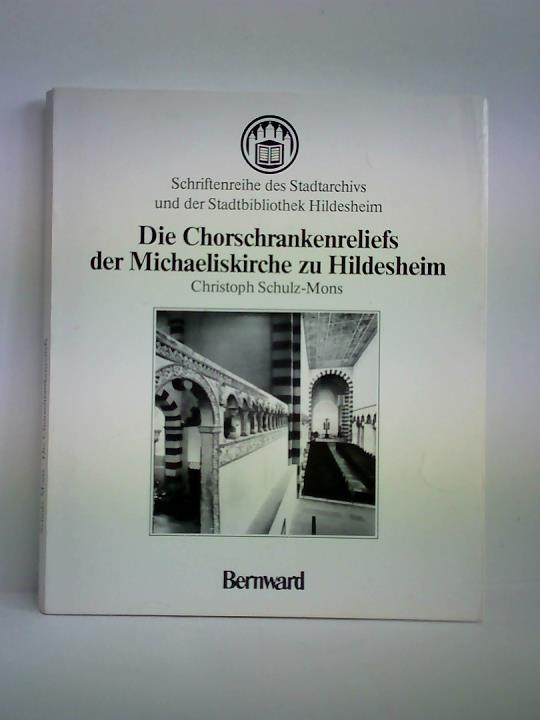 Schriftenreihe des Stadtarchivs
und der Stadtbibliothek Hildesheim
Die Chorschrankenreliefs
der Michaeliskirche zu Hildesheim
Christoph Schulz-Mons
Bernward